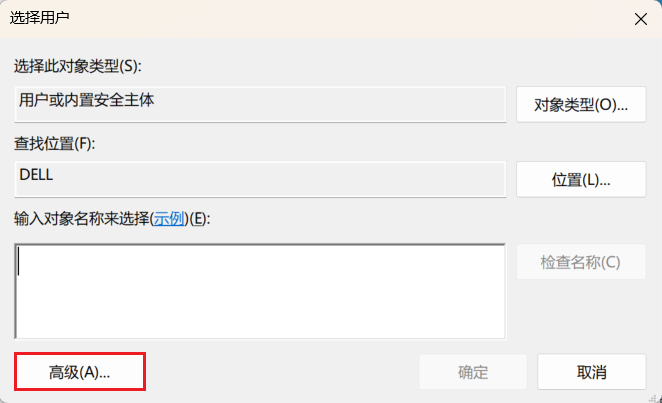 选择用户
选择此对象类型(S):
用户或内置安全主体
对象类型(O)...
查找位置(F):
DELL
位置(L)...
输入对象名称来选择(示例)(E):
检查名称(C)
高级(A)...
确定
取消